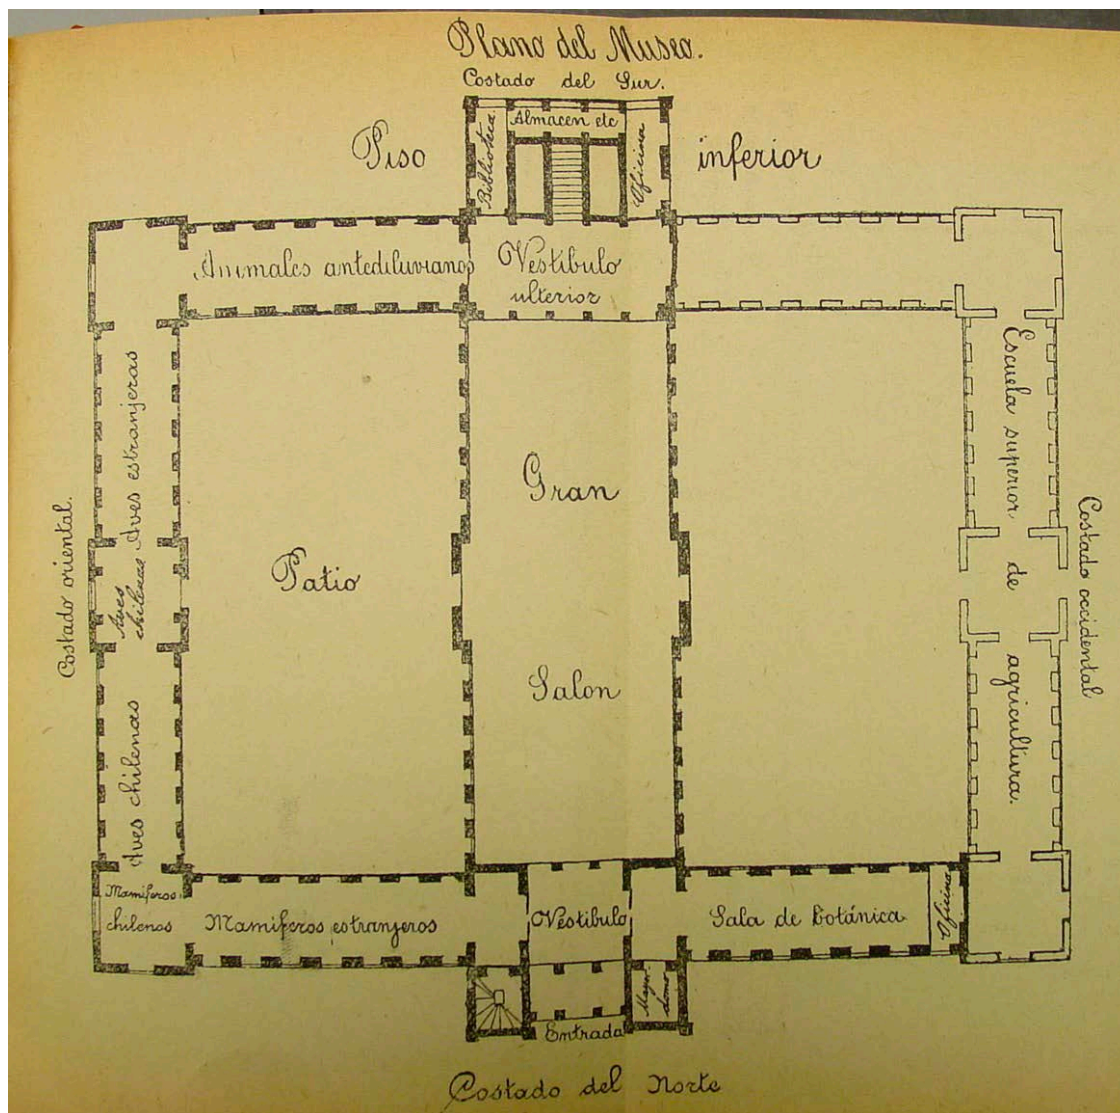 Plano del Museo.
Costado del Sur.
Piso inferior
Biblioteca
Almacen etc
Oficina
Animales antediluvianos
Vestibulo
ulterior
Aves estranjeras
Escuela superior de agricultura.
Gran
Salon
Patio
Costado oriental.
Costado occidental
Aves
chilenas
Aves chilenas
Mamiferos
chilenos
Mamiferos estranjeros
Vestibulo
Sala de Botánica
Oficina
Mayor-
domo
Entrada
Costado del Norte